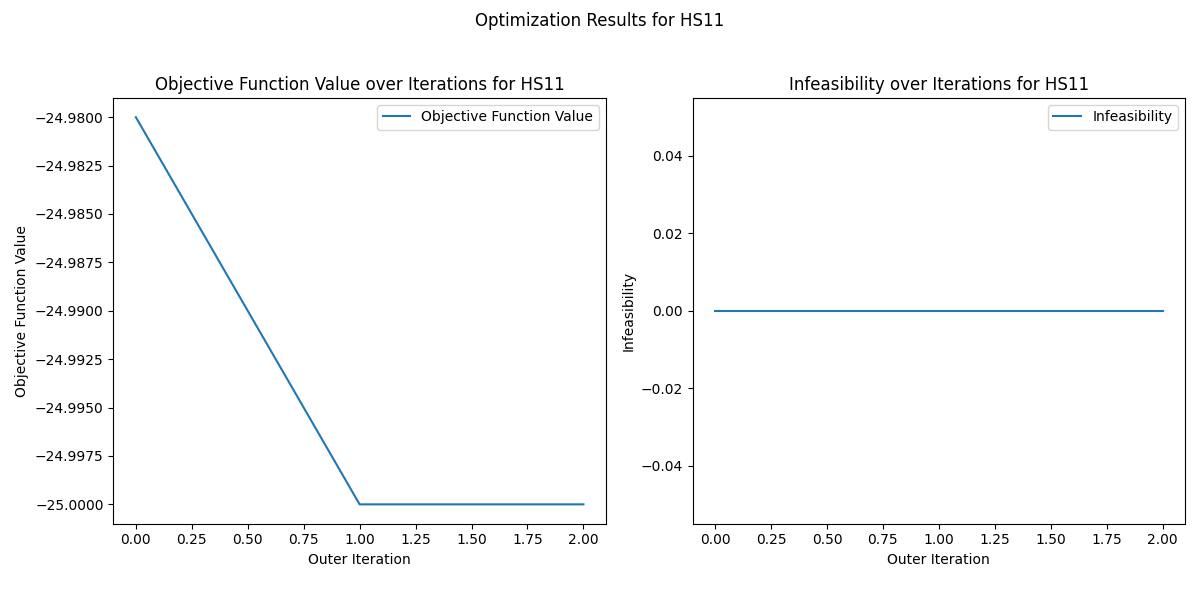 Optimization Results for HS11
Objective Function Value over Iterations for HS11
Objective Function Value
−24.9800
−24.9825
−24.9850
−24.9875
−24.9900
−24.9925
−24.9950
−24.9975
−25.0000
Objective Function Value
0.00 0.25 0.50 0.75 1.00 1.25 1.50 1.75 2.00
Outer Iteration
Infeasibility over Iterations for HS11
Infeasibility
0.04
0.02
0.00
−0.02
−0.04
Infeasibility
0.00 0.25 0.50 0.75 1.00 1.25 1.50 1.75 2.00
Outer Iteration